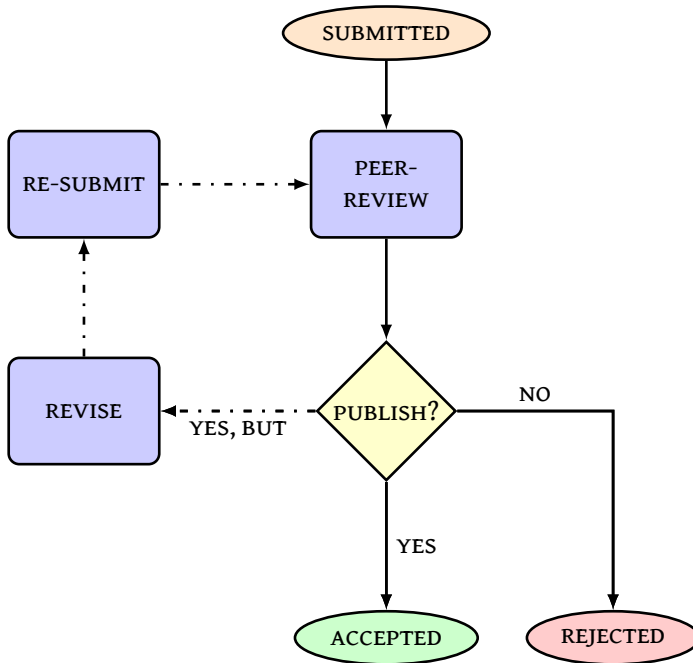 SUBMITTED
RE-SUBMIT
PEER-
REVIEW
REVISE
YES, BUT
PUBLISH?
NO
YES
ACCEPTED
REJECTED